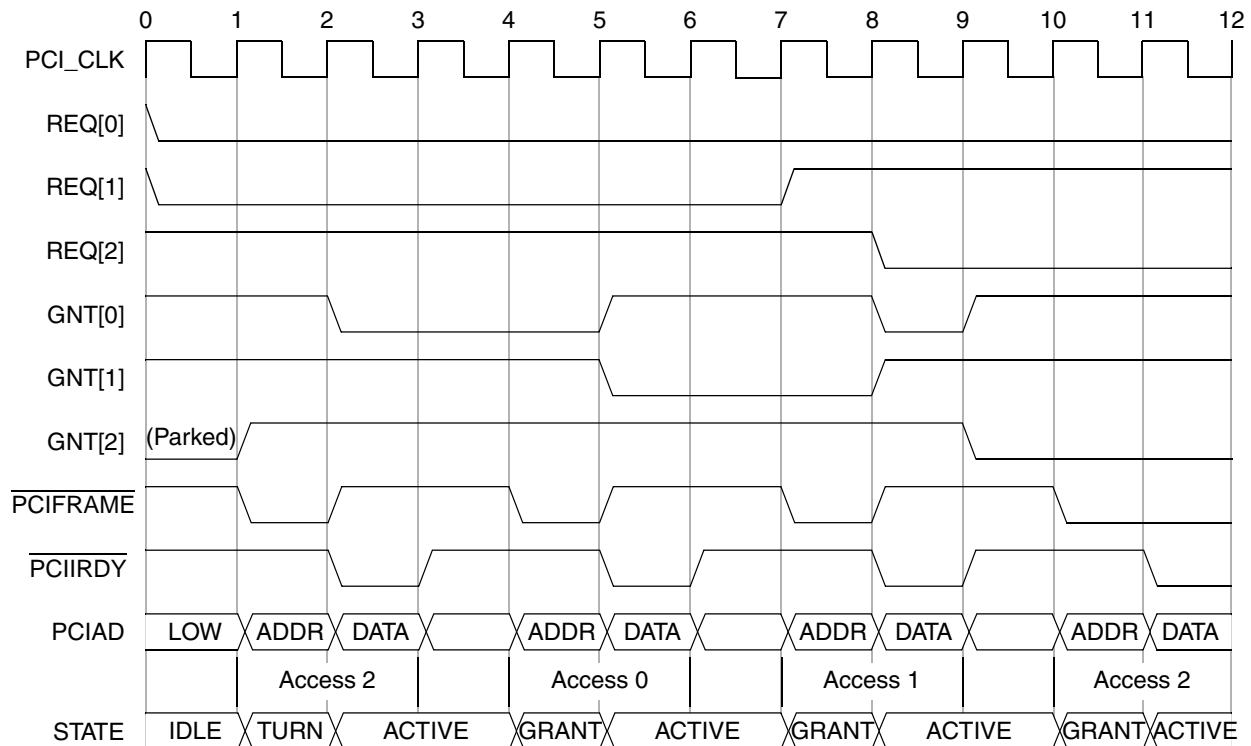 0 1 2 3 4 5 6 7 8 9 10 11 12
PCI_CLK
REQ[0]
REQ[1]
REQ[2]
GNT[0]
GNT[1]
GNT[2] (Parked)
PCIFRAME
PCIIRDY
PCIAD LOW ADDR DATA ADDR DATA ADDR DATA ADDR DATA
Access 2 Access 0 Access 1 Access 2
STATE IDLE TURN ACTIVE GRANT ACTIVE GRANT ACTIVE GRANT ACTIVE